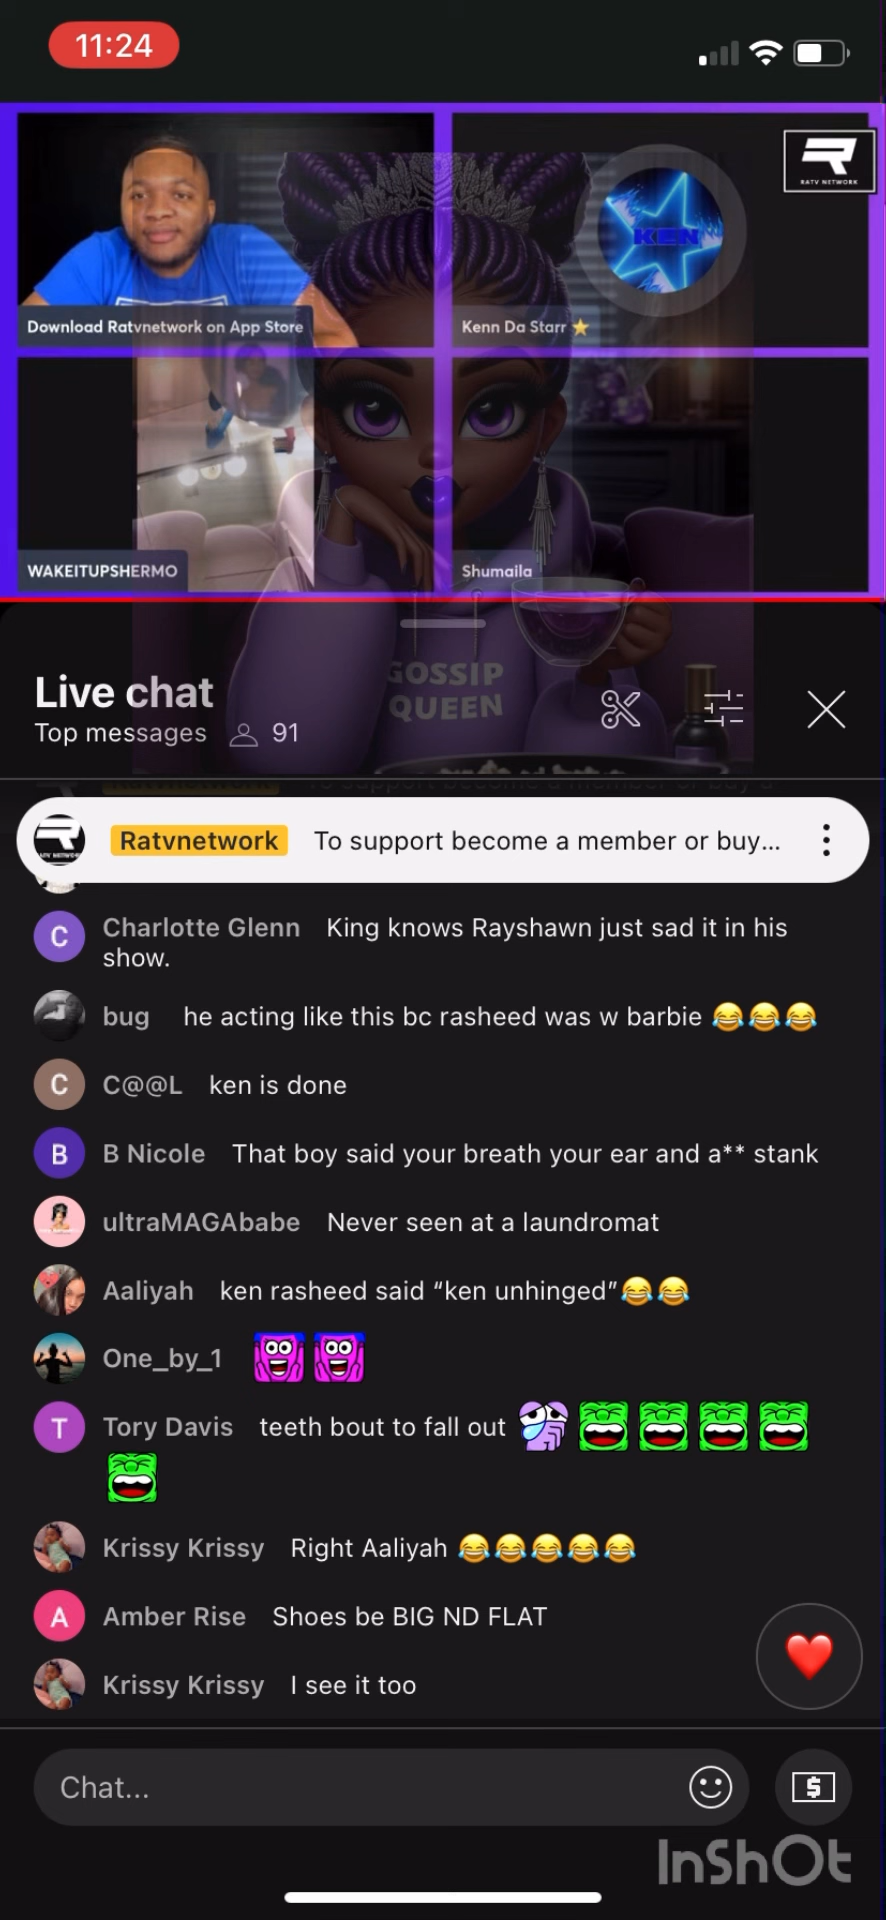 11:24
RATV NETWORK
KEN
Download Ratvnetwork on App Store
Kenn Da Starr ⭐
WAKEITUPSHERMO
Shumaila
GOSSIP
QUEEN
Live chat
Top messages 91
Ratvnetwork To support become a member or buy...
Charlotte Glenn King knows Rayshawn just sad it in his
show.
bug he acting like this bc rasheed was w barbie 😂😂😂
C C@@L ken is done
B B Nicole That boy said your breath your ear and a** stank
ultraMAGAbabe Never seen at a laundromat
Aaliyah ken rasheed said “ken unhinged”😂😂
One_by_1
T Tory Davis teeth bout to fall out
Krissy Krissy Right Aaliyah 😂😂😂😂😂
A Amber Rise Shoes be BIG ND FLAT
Krissy Krissy I see it too
Chat...
InShOt